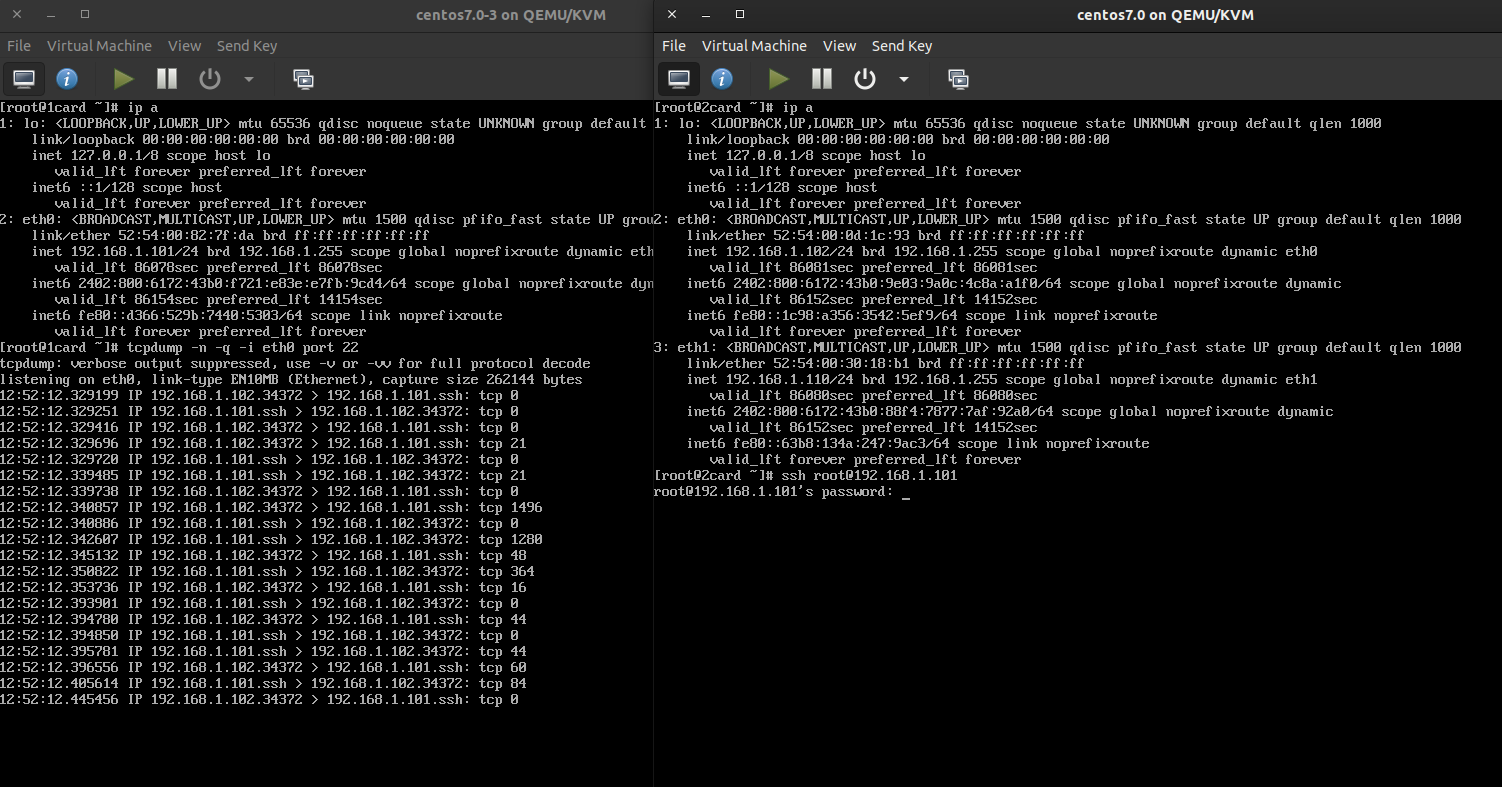 centos7.0-3 on QEMU/KVM
File Virtual Machine View Send Key
[root@1card ~]# ip a
1: lo: <LOOPBACK,UP,LOWER_UP> mtu 65536 qdisc noqueue state UNKNOWN group default
link/loopback 00:00:00:00:00:00 brd 00:00:00:00:00:00
inet 127.0.0.1/8 scope host lo
valid_lft forever preferred_lft forever
inet6 ::1/128 scope host
valid_lft forever preferred_lft forever
2: eth0: <BROADCAST,MULTICAST,UP,LOWER_UP> mtu 1500 qdisc pfifo_fast state UP grou
link/ether 52:54:00:82:7f:da brd ff:ff:ff:ff:ff:ff
inet 192.168.1.101/24 brd 192.168.1.255 scope global noprefixroute dynamic eth
valid_lft 86078sec preferred_lft 86078sec
inet6 2402:800:6172:43b0:f721:e83e:e7fb:9cd4/64 scope global noprefixroute dyn
valid_lft 86154sec preferred_lft 14154sec
inet6 fe80::d366:529b:7440:5303/64 scope link noprefixroute
valid_lft forever preferred_lft forever
[root@1card ~]# tcpdump -n -q -i eth0 port 22
tcpdump: verbose output suppressed, use -v or -vv for full protocol decode
listening on eth0, link-type EN10MB (Ethernet), capture size 262144 bytes
12:52:12.329199 IP 192.168.1.102.34372 > 192.168.1.101.ssh: tcp 0
12:52:12.329251 IP 192.168.1.101.ssh > 192.168.1.102.34372: tcp 0
12:52:12.329416 IP 192.168.1.102.34372 > 192.168.1.101.ssh: tcp 0
12:52:12.329696 IP 192.168.1.102.34372 > 192.168.1.101.ssh: tcp 21
12:52:12.329720 IP 192.168.1.101.ssh > 192.168.1.102.34372: tcp 0
12:52:12.339485 IP 192.168.1.101.ssh > 192.168.1.102.34372: tcp 21
12:52:12.339738 IP 192.168.1.102.34372 > 192.168.1.101.ssh: tcp 0
12:52:12.340857 IP 192.168.1.102.34372 > 192.168.1.101.ssh: tcp 1496
12:52:12.340886 IP 192.168.1.101.ssh > 192.168.1.102.34372: tcp 0
12:52:12.342607 IP 192.168.1.101.ssh > 192.168.1.102.34372: tcp 1280
12:52:12.345132 IP 192.168.1.102.34372 > 192.168.1.101.ssh: tcp 48
12:52:12.350822 IP 192.168.1.101.ssh > 192.168.1.102.34372: tcp 364
12:52:12.353736 IP 192.168.1.102.34372 > 192.168.1.101.ssh: tcp 16
12:52:12.393901 IP 192.168.1.101.ssh > 192.168.1.102.34372: tcp 0
12:52:12.394780 IP 192.168.1.102.34372 > 192.168.1.101.ssh: tcp 44
12:52:12.394850 IP 192.168.1.101.ssh > 192.168.1.102.34372: tcp 0
12:52:12.395781 IP 192.168.1.101.ssh > 192.168.1.102.34372: tcp 44
12:52:12.396556 IP 192.168.1.102.34372 > 192.168.1.101.ssh: tcp 60
12:52:12.405614 IP 192.168.1.101.ssh > 192.168.1.102.34372: tcp 84
12:52:12.445456 IP 192.168.1.102.34372 > 192.168.1.101.ssh: tcp 0
centos7.0 on QEMU/KVM
File Virtual Machine View Send Key
[root@2card ~]# ip a
1: lo: <LOOPBACK,UP,LOWER_UP> mtu 65536 qdisc noqueue state UNKNOWN group default qlen 1000
link/loopback 00:00:00:00:00:00 brd 00:00:00:00:00:00
inet 127.0.0.1/8 scope host lo
valid_lft forever preferred_lft forever
inet6 ::1/128 scope host
valid_lft forever preferred_lft forever
2: eth0: <BROADCAST,MULTICAST,UP,LOWER_UP> mtu 1500 qdisc pfifo_fast state UP group default qlen 1000
link/ether 52:54:00:0d:1c:93 brd ff:ff:ff:ff:ff:ff
inet 192.168.1.102/24 brd 192.168.1.255 scope global noprefixroute dynamic eth0
valid_lft 86081sec preferred_lft 86081sec
inet6 2402:800:6172:43b0:9e03:9a0c:4c8a:a1f0/64 scope global noprefixroute dynamic
valid_lft 86152sec preferred_lft 14152sec
inet6 fe80::1c98:a356:3542:5ef9/64 scope link noprefixroute
valid_lft forever preferred_lft forever
3: eth1: <BROADCAST,MULTICAST,UP,LOWER_UP> mtu 1500 qdisc pfifo_fast state UP group default qlen 1000
link/ether 52:54:00:30:18:b1 brd ff:ff:ff:ff:ff:ff
inet 192.168.1.110/24 brd 192.168.1.255 scope global noprefixroute dynamic eth1
valid_lft 86080sec preferred_lft 86080sec
inet6 2402:800:6172:43b0:88f4:7877:7af:92a0/64 scope global noprefixroute dynamic
valid_lft 86152sec preferred_lft 14152sec
inet6 fe80::63b8:134a:247:9ac3/64 scope link noprefixroute
valid_lft forever preferred_lft forever
[root@2card ~]# ssh root@192.168.1.101
root@192.168.1.101's password: _